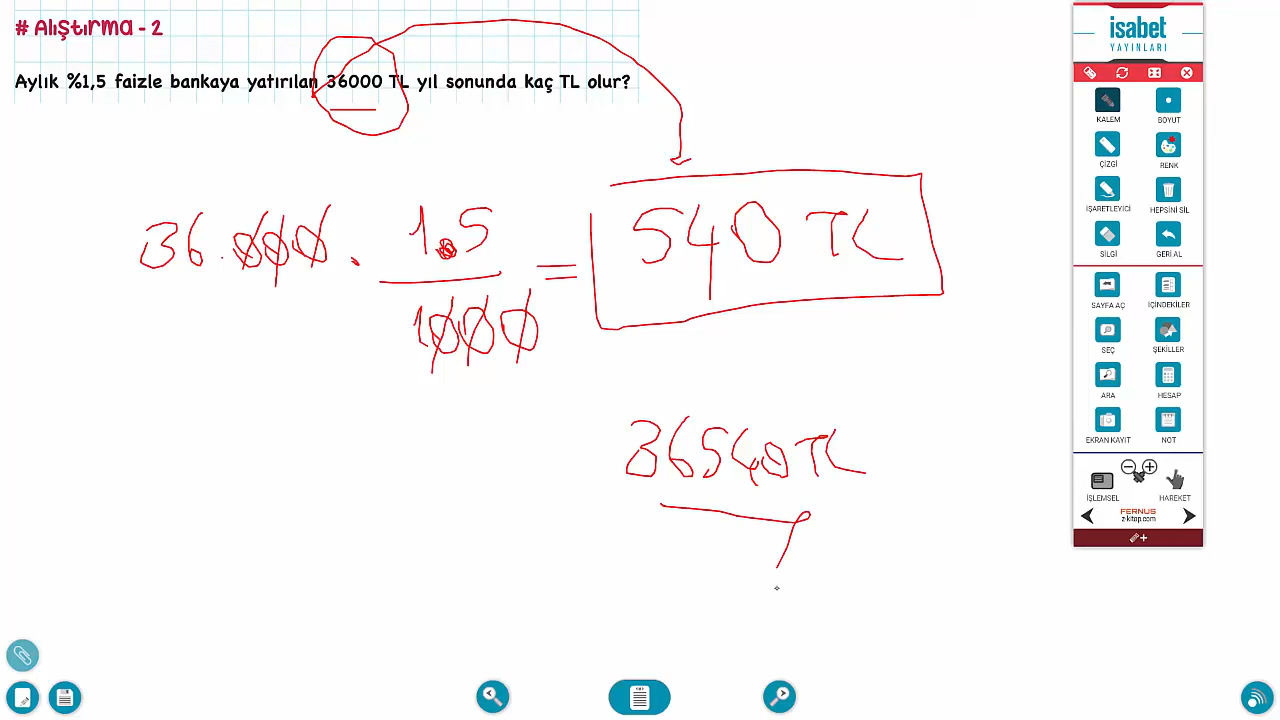 # Alıştırma - 2
Aylık %1,5 faizle bankaya yatırılan 36000 TL yıl sonunda kaç TL olur?
36.000 . 1.5 / 1000 = 540 TL
36540 TL
isabet
YAYINLARI
KALEM BOYUT
ÇİZGİ RENK
İŞARETLEYİCİ HEPSİNİ SİL
SİLGİ GERİ AL
SAYFA AÇ İÇİNDEKİLER
SEÇ ŞEKİLLER
ARA HESAP
EKRAN KAYIT NOT
İŞLEMSEL HAREKET
FERNUS
z-kitap.com